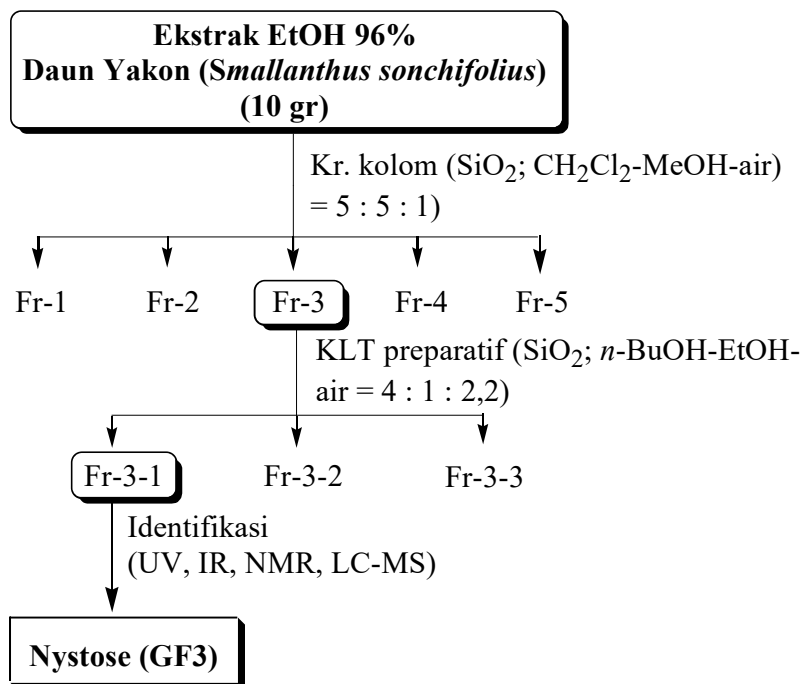 Ekstrak EtOH 96%
Daun Yakon (Smallanthus sonchifolius)
(10 gr)
Kr. kolom (SiO₂; CH₂Cl₂-MeOH-air)
= 5 : 5 : 1)
Fr-1 Fr-2 Fr-3 Fr-4 Fr-5
KLT preparatif (SiO₂; n-BuOH-EtOH-
air = 4 : 1 : 2,2)
Fr-3-1 Fr-3-2 Fr-3-3
Identifikasi
(UV, IR, NMR, LC-MS)
Nystose (GF3)